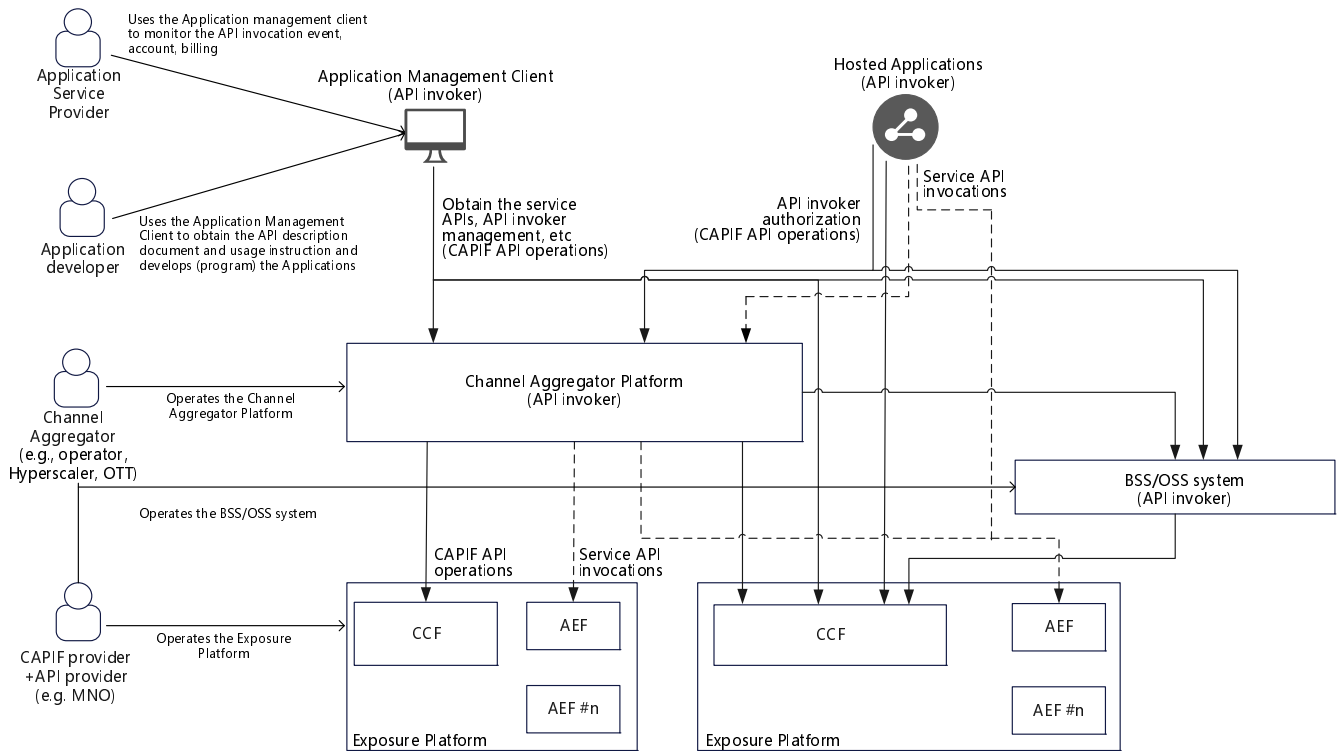 Uses the Application management client
to monitor the API invocation event,
account, billing
Application
Service
Provider
Application Management Client
(API invoker)
Hosted Applications
(API invoker)
Service API
invocations
Obtain the service
APIs, API invoker
management, etc
(CAPIF API operations)
API invoker
authorization
(CAPIF API operations)
Uses the Application Management
Client to obtain the API description
document and usage instruction and
develops (program) the Applications
Application
developer
Channel Aggregator Platform
(API invoker)
Operates the Channel
Aggregator Platform
Channel
Aggregator
(e.g., operator,
Hyperscaler, OTT)
BSS/OSS system
(API invoker)
Operates the BSS/OSS system
CAPIF API
operations
Service API
invocations
CCF
AEF
AEF #n
Exposure Platform
CCF
AEF
AEF #n
Exposure Platform
Operates the Exposure
Platform
CAPIF provider
+API provider
(e.g. MNO)